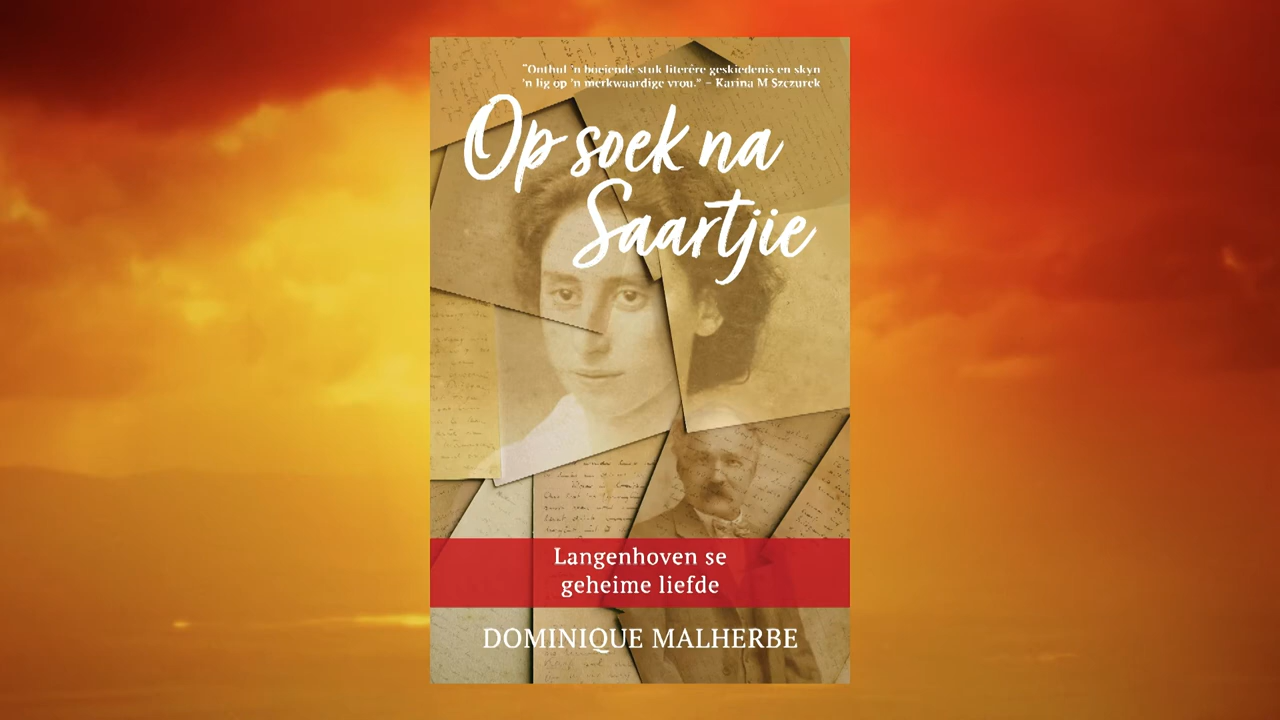 "Onthul 'n boeiende stuk literêre geskiedenis en skyn
'n lig op 'n merkwaardige vrou." – Karina M Szczurek
Op soek na
Saartjie
Langenhoven se
geheime liefde
DOMINIQUE MALHERBE